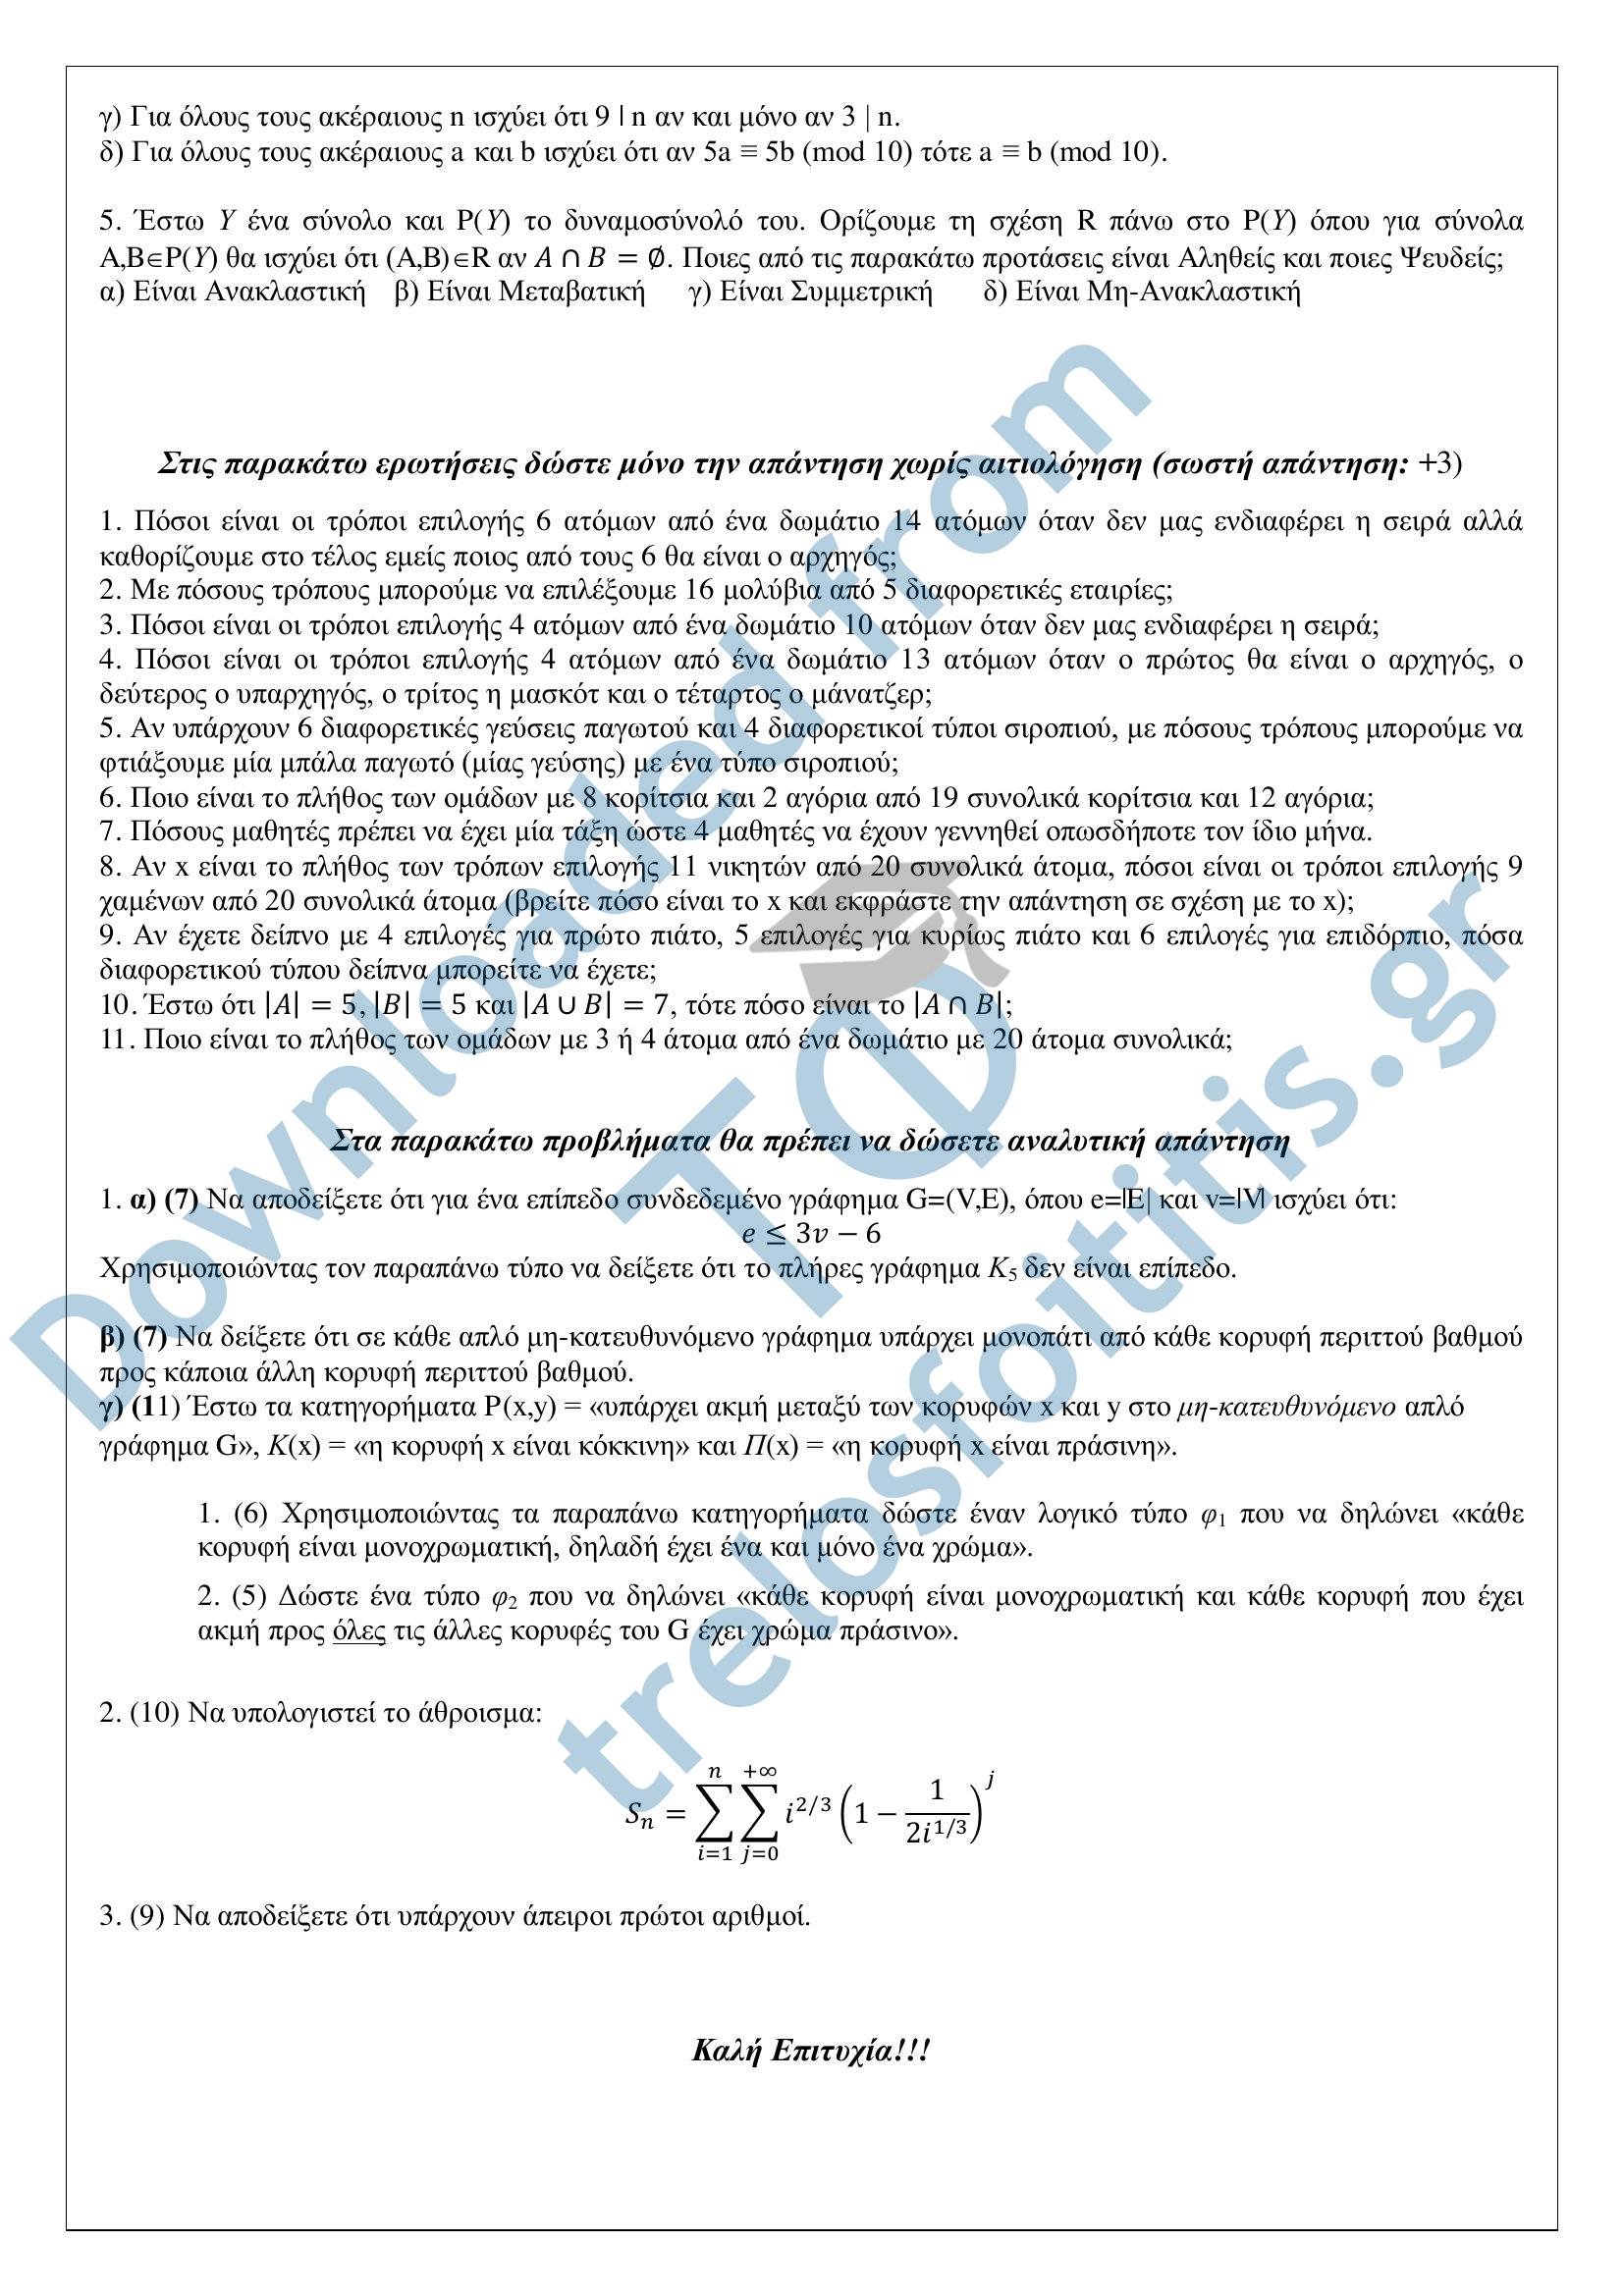 γ) Για όλους τους ακέραιους n ισχύει ότι 9 | n αν και μόνο αν 3 | n.
δ) Για όλους τους ακέραιους a και b ισχύει ότι αν 5a ≡ 5b (mod 10) τότε a ≡ b (mod 10).
5. Έστω Y ένα σύνολο και P(Y) το δυναμοσύνολό του. Ορίζουμε τη σχέση R πάνω στο P(Y) όπου για σύνολα
A,B∈P(Y) θα ισχύει ότι (A,B)∈R αν A ∩ B = ∅. Ποιες από τις παρακάτω προτάσεις είναι Αληθείς και ποιες Ψευδείς;
α) Είναι Ανακλαστική β) Είναι Μεταβατική γ) Είναι Συμμετρική δ) Είναι Μη-Ανακλαστική
Στις παρακάτω ερωτήσεις δώστε μόνο την απάντηση χωρίς αιτιολόγηση (σωστή απάντηση: +3)
1. Πόσοι είναι οι τρόποι επιλογής 6 ατόμων από ένα δωμάτιο 14 ατόμων όταν δεν μας ενδιαφέρει η σειρά αλλά
καθορίζουμε στο τέλος εμείς ποιος από τους 6 θα είναι ο αρχηγός;
2. Με πόσους τρόπους μπορούμε να επιλέξουμε 16 μολύβια από 5 διαφορετικές εταιρίες;
3. Πόσοι είναι οι τρόποι επιλογής 4 ατόμων από ένα δωμάτιο 10 ατόμων όταν δεν μας ενδιαφέρει η σειρά;
4. Πόσοι είναι οι τρόποι επιλογής 4 ατόμων από ένα δωμάτιο 13 ατόμων όταν ο πρώτος θα είναι ο αρχηγός, ο
δεύτερος ο υπαρχηγός, ο τρίτος η μασκότ και ο τέταρτος ο μάνατζερ;
5. Αν υπάρχουν 6 διαφορετικές γεύσεις παγωτού και 4 διαφορετικοί τύποι σιροπιού, με πόσους τρόπους μπορούμε να
φτιάξουμε μία μπάλα παγωτό (μίας γεύσης) με ένα τύπο σιροπιού;
6. Ποιο είναι το πλήθος των ομάδων με 8 κορίτσια και 2 αγόρια από 19 συνολικά κορίτσια και 12 αγόρια;
7. Πόσους μαθητές πρέπει να έχει μία τάξη ώστε 4 μαθητές να έχουν γεννηθεί οπωσδήποτε τον ίδιο μήνα.
8. Αν x είναι το πλήθος των τρόπων επιλογής 11 νικητών από 20 συνολικά άτομα, πόσοι είναι οι τρόποι επιλογής 9
χαμένων από 20 συνολικά άτομα (βρείτε πόσο είναι το x και εκφράστε την απάντηση σε σχέση με το x);
9. Αν έχετε δείπνο με 4 επιλογές για πρώτο πιάτο, 5 επιλογές για κυρίως πιάτο και 6 επιλογές για επιδόρπιο, πόσα
διαφορετικού τύπου δείπνα μπορείτε να έχετε;
10. Έστω ότι |A| = 5, |B| = 5 και |A ∪ B| = 7, τότε πόσο είναι το |A ∩ B|;
11. Ποιο είναι το πλήθος των ομάδων με 3 ή 4 άτομα από ένα δωμάτιο με 20 άτομα συνολικά;
Στα παρακάτω προβλήματα θα πρέπει να δώσετε αναλυτική απάντηση
1. α) (7) Να αποδείξετε ότι για ένα επίπεδο συνδεδεμένο γράφημα G=(V,E), όπου e=|E| και v=|V| ισχύει ότι:
e ≤ 3v − 6
Χρησιμοποιώντας τον παραπάνω τύπο να δείξετε ότι το πλήρες γράφημα K₅ δεν είναι επίπεδο.
β) (7) Να δείξετε ότι σε κάθε απλό μη-κατευθυνόμενο γράφημα υπάρχει μονοπάτι από κάθε κορυφή περιττού βαθμού
προς κάποια άλλη κορυφή περιττού βαθμού.
γ) (11) Έστω τα κατηγορήματα P(x,y) = «υπάρχει ακμή μεταξύ των κορυφών x και y στο μη-κατευθυνόμενο απλό
γράφημα G», K(x) = «η κορυφή x είναι κόκκινη» και Π(x) = «η κορυφή x είναι πράσινη».
1. (6) Χρησιμοποιώντας τα παραπάνω κατηγορήματα δώστε έναν λογικό τύπο φ₁ που να δηλώνει «κάθε
κορυφή είναι μονοχρωματική, δηλαδή έχει ένα και μόνο ένα χρώμα».
2. (5) Δώστε ένα τύπο φ₂ που να δηλώνει «κάθε κορυφή είναι μονοχρωματική και κάθε κορυφή που έχει
ακμή προς όλες τις άλλες κορυφές του G έχει χρώμα πράσινο».
2. (10) Να υπολογιστεί το άθροισμα:
Sₙ = ∑_{i=1}^{n} ∑_{j=0}^{+∞} i^{2/3} (1 − 1/(2i^{1/3}))^j
3. (9) Να αποδείξετε ότι υπάρχουν άπειροι πρώτοι αριθμοί.
Καλή Επιτυχία!!!
Downloaded from
ΤΦ
trelosfoititis.gr